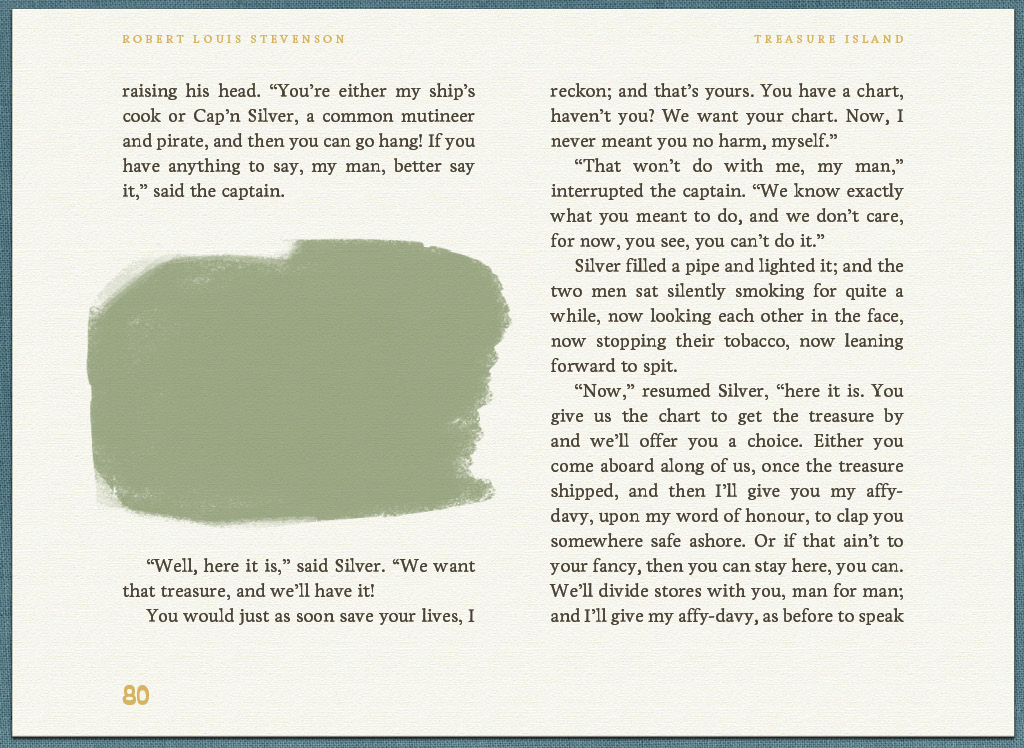 ROBERT LOUIS STEVENSON
TREASURE ISLAND
raising his head. “You’re either my ship’s
cook or Cap’n Silver, a common mutineer
and pirate, and then you can go hang! If you
have anything to say, my man, better say
it,” said the captain.
“Well, here it is,” said Silver. “We want
that treasure, and we’ll have it!
You would just as soon save your lives, I
reckon; and that’s yours. You have a chart,
haven’t you? We want your chart. Now, I
never meant you no harm, myself.”
“That won’t do with me, my man,”
interrupted the captain. “We know exactly
what you meant to do, and we don’t care,
for now, you see, you can’t do it.”
Silver filled a pipe and lighted it; and the
two men sat silently smoking for quite a
while, now looking each other in the face,
now stopping their tobacco, now leaning
forward to spit.
“Now,” resumed Silver, “here it is. You
give us the chart to get the treasure by
and we’ll offer you a choice. Either you
come aboard along of us, once the treasure
shipped, and then I’ll give you my affy-
davy, upon my word of honour, to clap you
somewhere safe ashore. Or if that ain’t to
your fancy, then you can stay here, you can.
We’ll divide stores with you, man for man;
and I’ll give my affy-davy, as before to speak
80